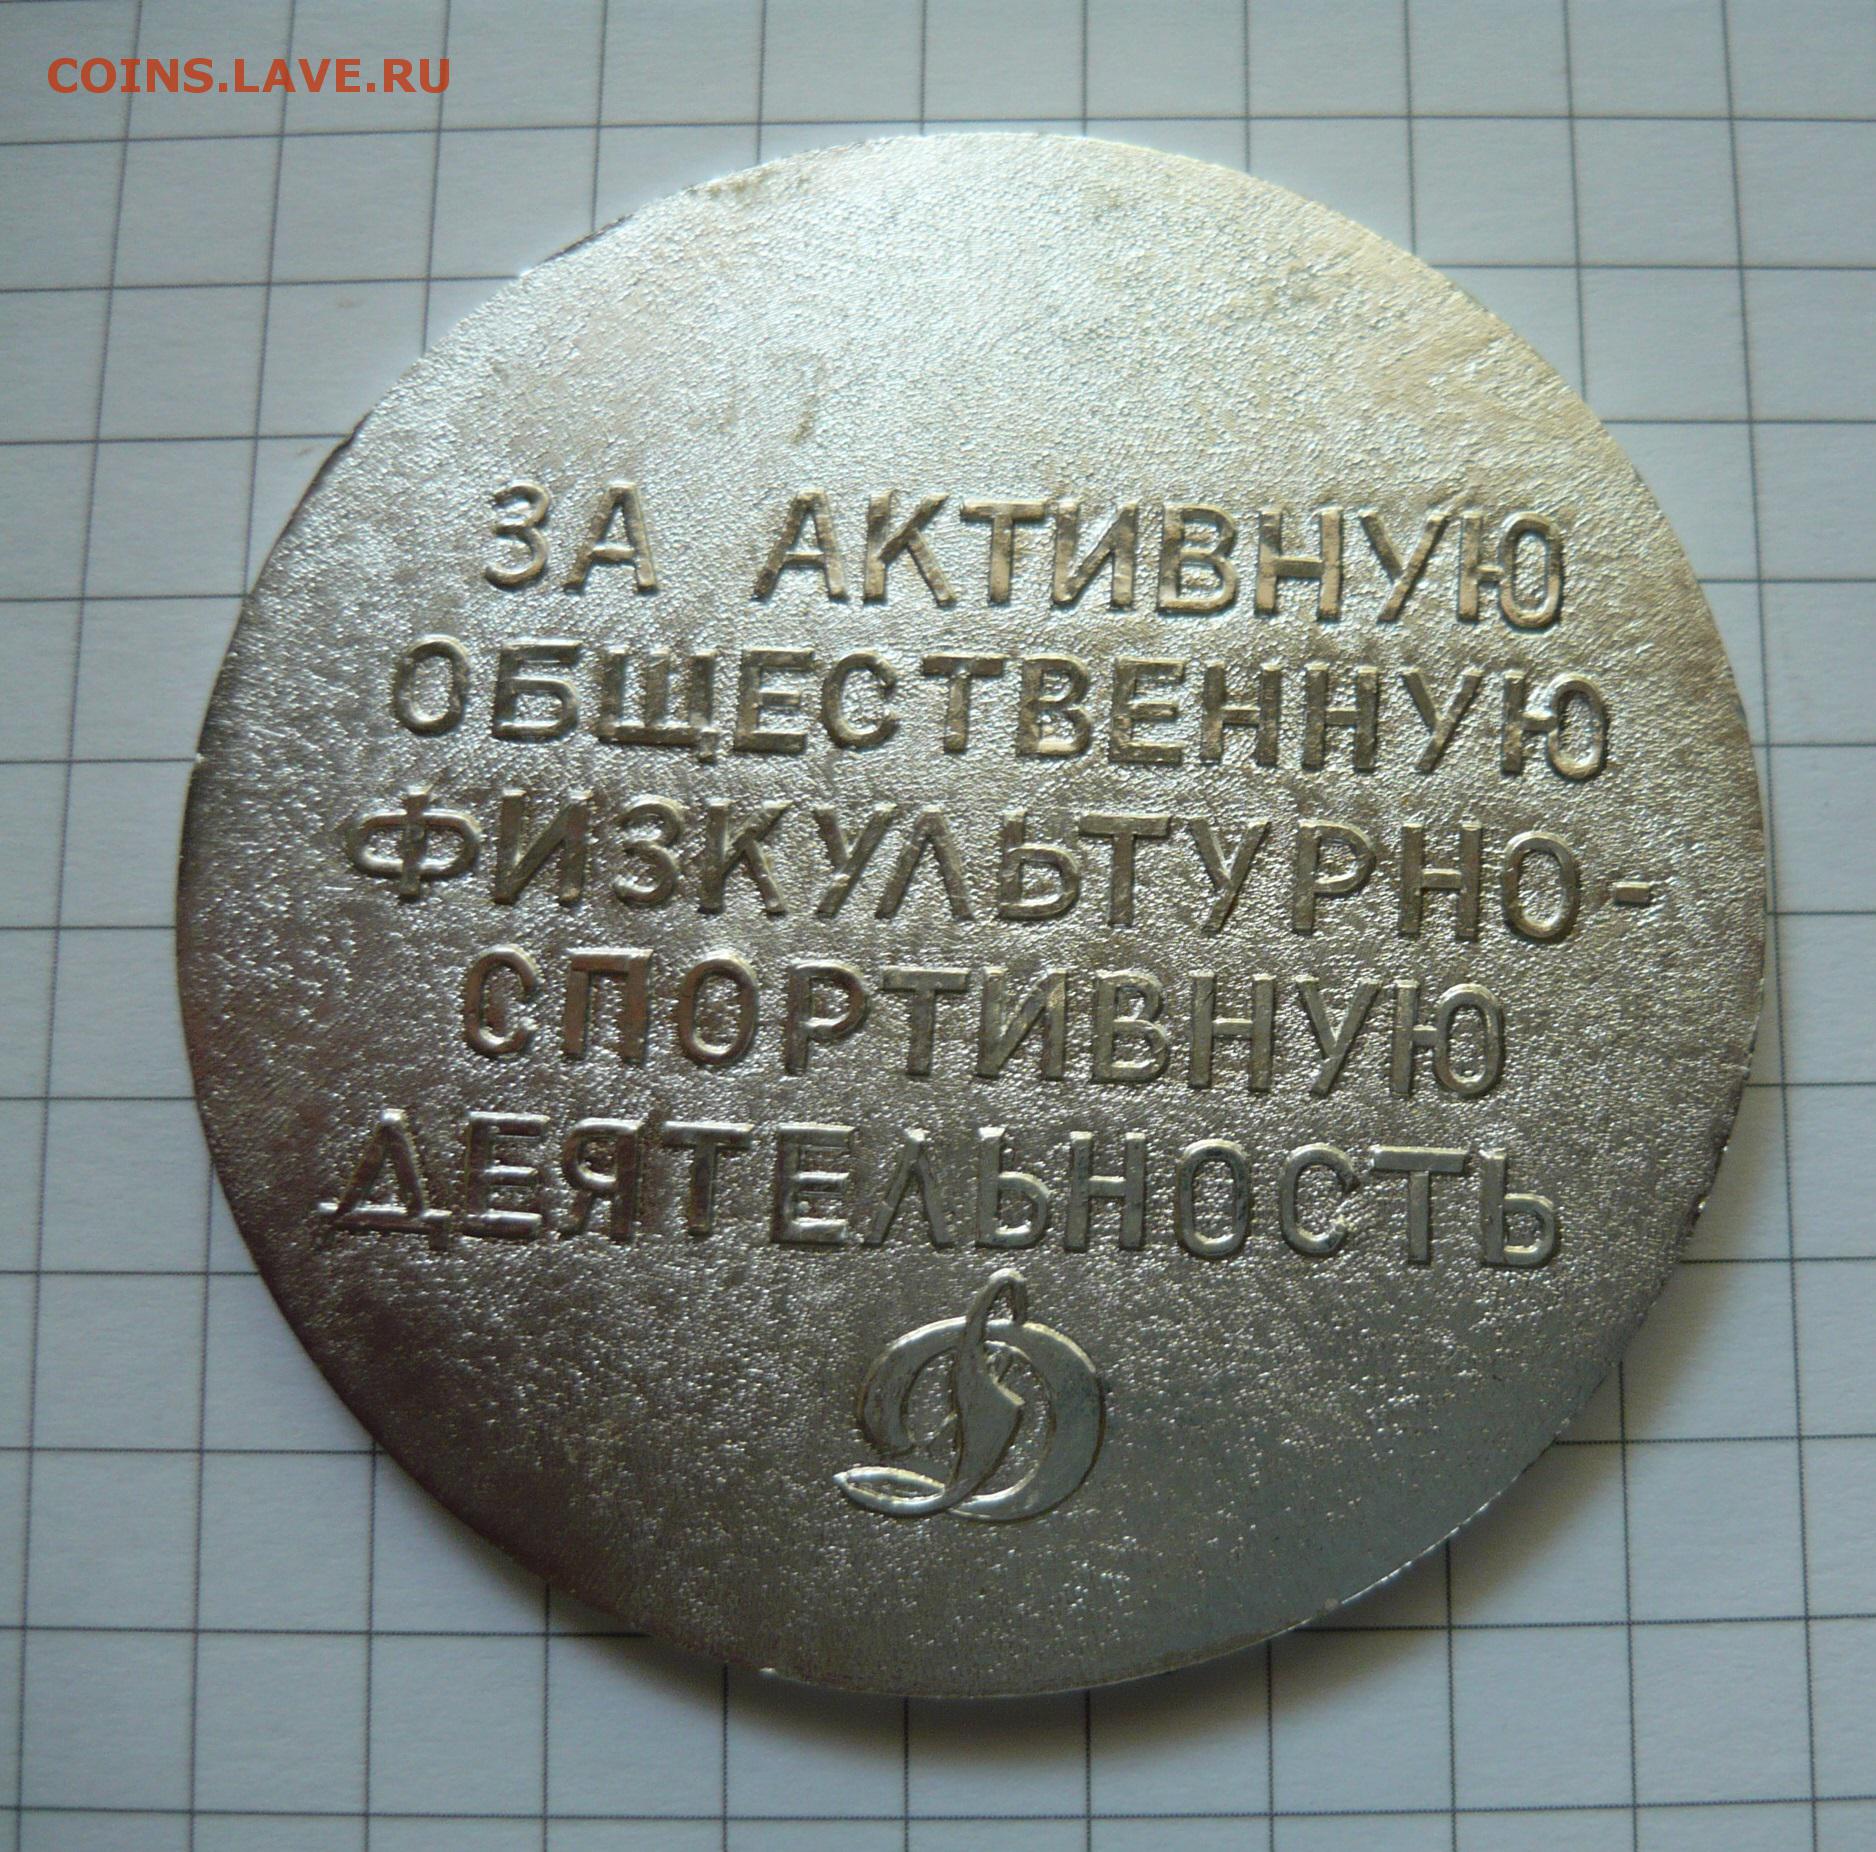 COINS.LAVE.RU
ЗА АКТИВНУЮ
ОБЩЕСТВЕННУЮ
ФИЗКУЛЬТУРНО-
СПОРТИВНУЮ
ДЕЯТЕЛЬНОСТЬ
Д